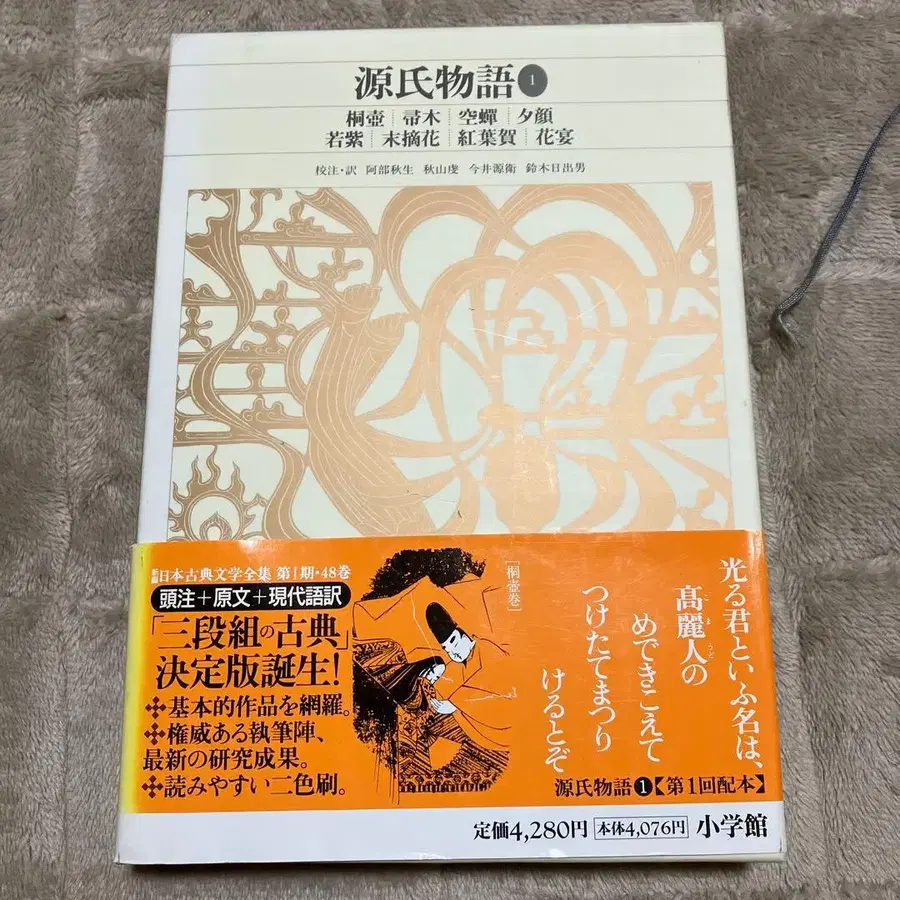 源氏物語 1
桐壺 帚木 空蟬 夕顔
若紫 末摘花 紅葉賀 花宴
校注・訳 阿部秋生 秋山虔 今井源衛 鈴木日出男
新編 日本古典文学全集 第Ⅰ期・48巻
頭注+原文+現代語訳
「三段組の古典」
決定版誕生!
基本的作品を網羅。
権威ある執筆陣、
最新の研究成果。
読みやすい二色刷。
光る君といふ名は、
高麗人の
めできこえて
つけたてまつり
けるとぞ
[桐壺巻]
源氏物語❶【第1回配本】
定価4,280円 本体4,076円 小学館